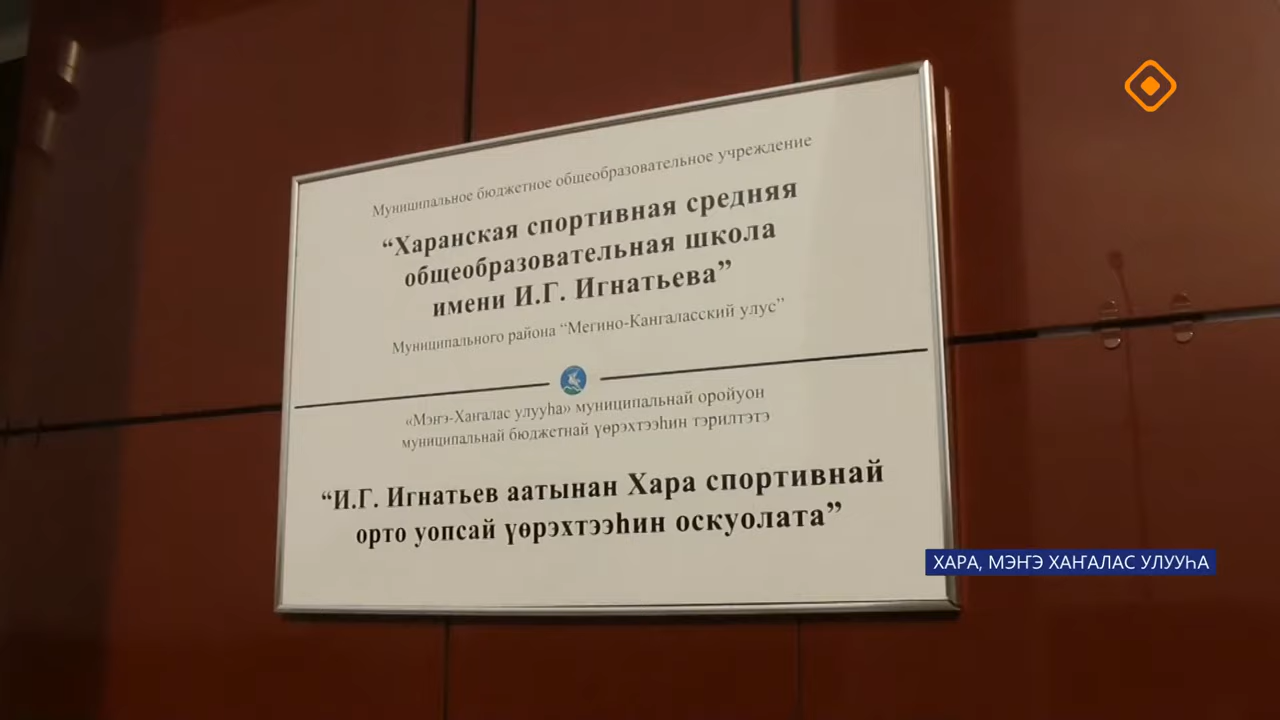 Муниципальное бюджетное общеобразовательное учреждение
“Харанская спортивная средняя
общеобразовательная школа
имени И.Г. Игнатьева”
Муниципального района “Мегино-Кангаласский улус”
«Мэҥэ-Хаҥалас улууһа» муниципальнай оройуон
муниципальнай бюджетнай үөрэхтээһин тэрилтэтэ
“И.Г. Игнатьев аатынан Хара спортивнай
орто уопсай үөрэхтээһин оскуолата”
ХАРА, МЭҤЭ ХАҤАЛАС УЛУУҺА